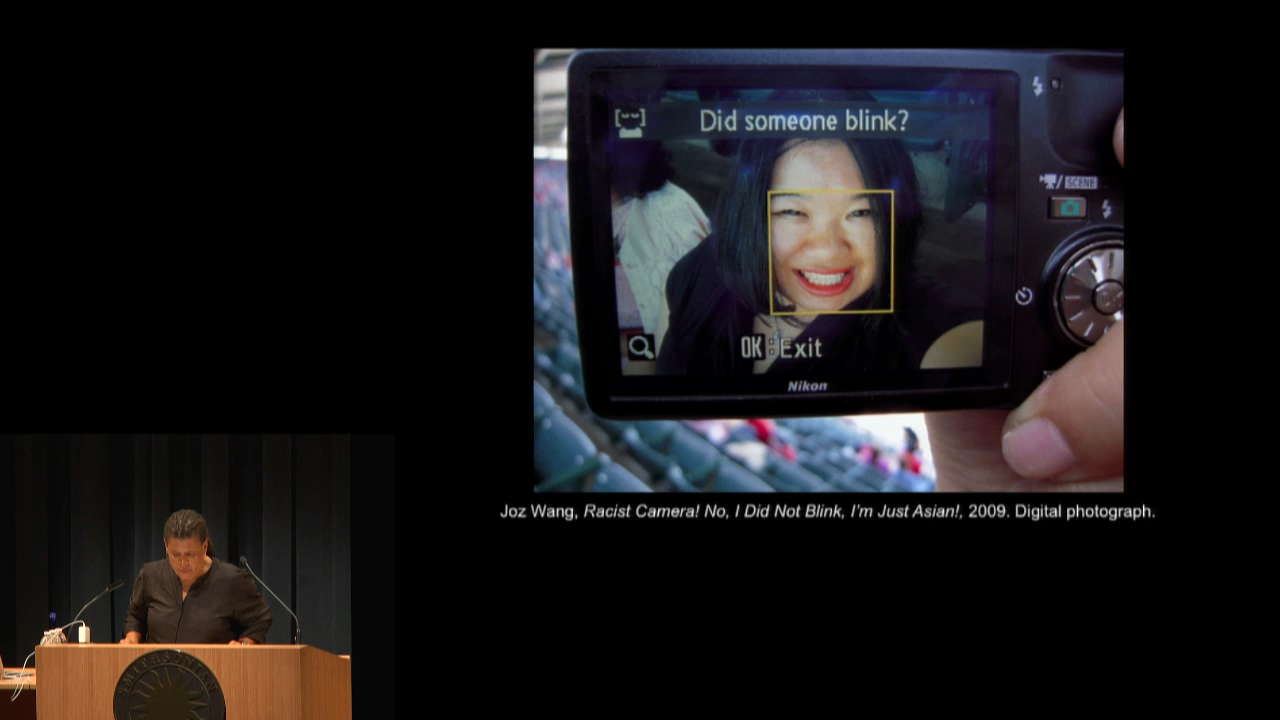 Did someone blink?
SCENE
OK : Exit
Nikon
Joz Wang, Racist Camera! No, I Did Not Blink, I'm Just Asian!, 2009. Digital photograph.
SMITHSONIAN